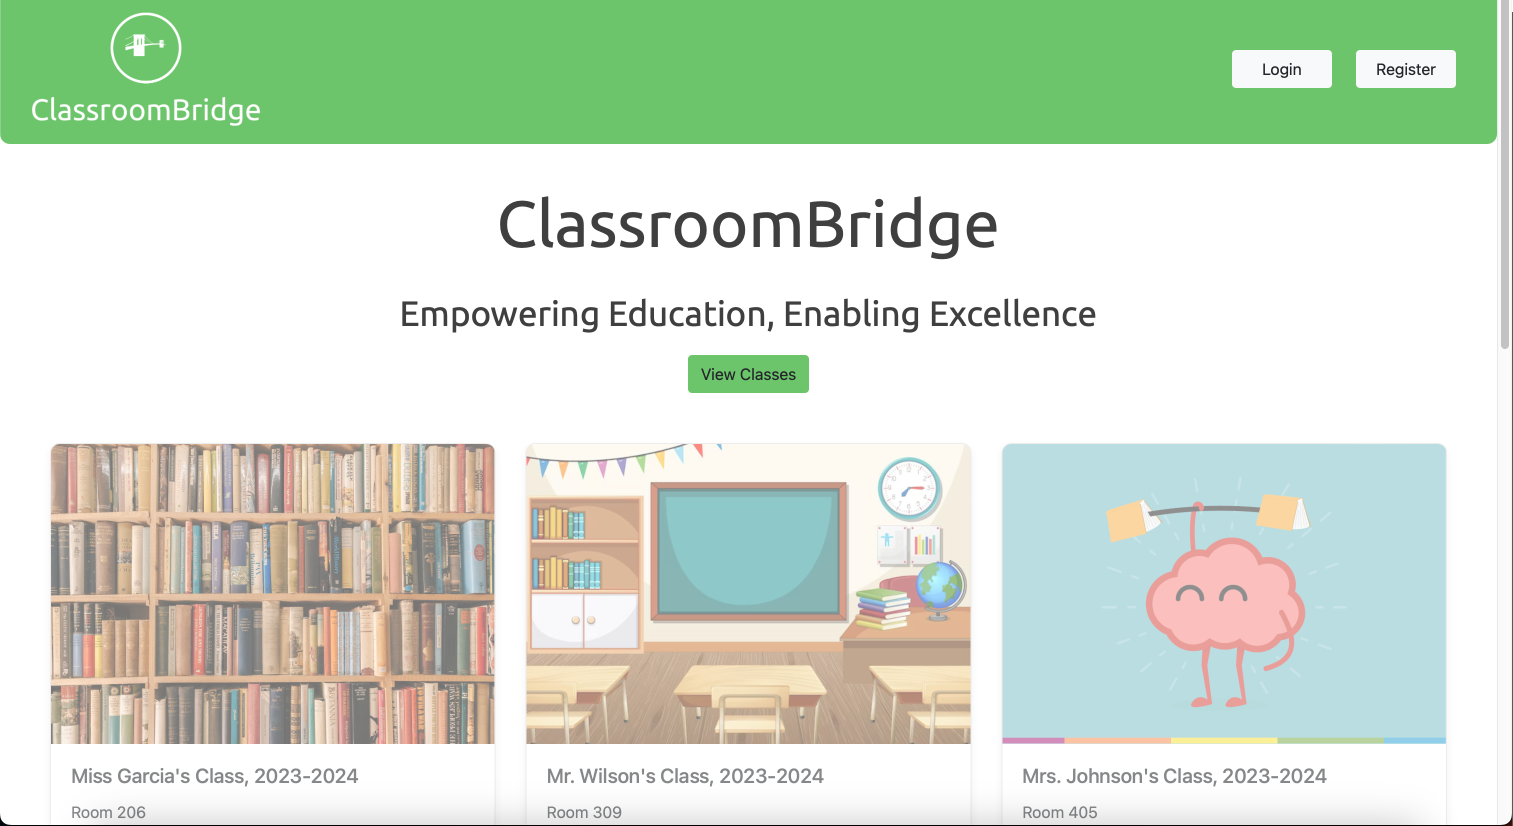 ClassroomBridge
Login
Register
ClassroomBridge
Empowering Education, Enabling Excellence
View Classes
Miss Garcia's Class, 2023-2024
Room 206
Mr. Wilson's Class, 2023-2024
Room 309
Mrs. Johnson's Class, 2023-2024
Room 405